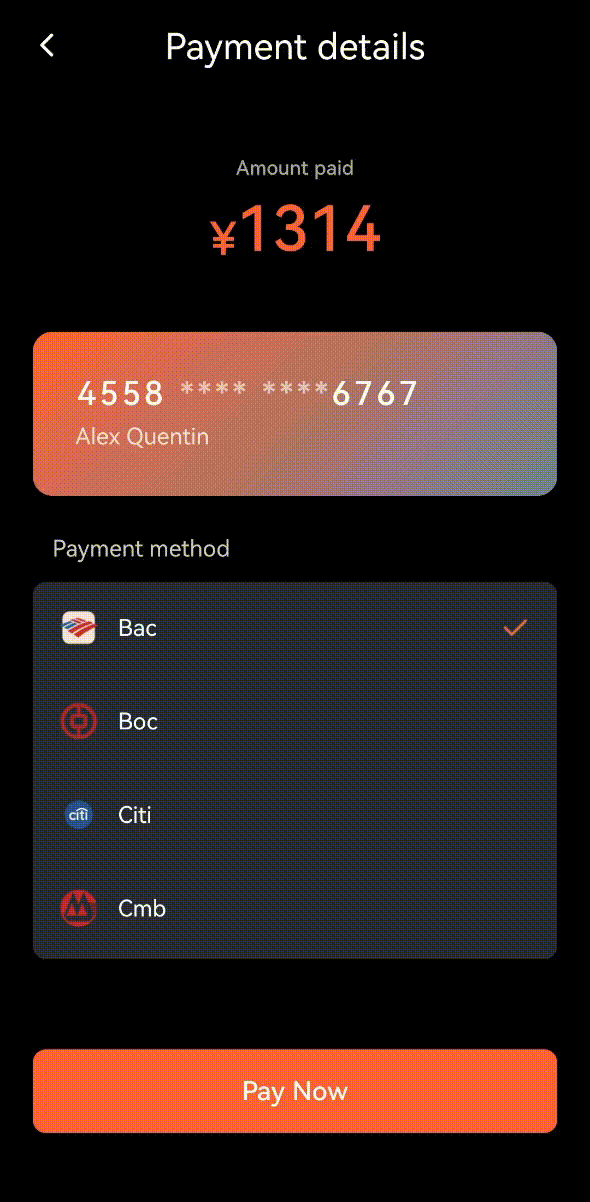 Payment details
Amount paid
¥1314
4558 **** ****6767
Alex Quentin
Payment method
Bac
Boc
citi Citi
Cmb
Pay Now